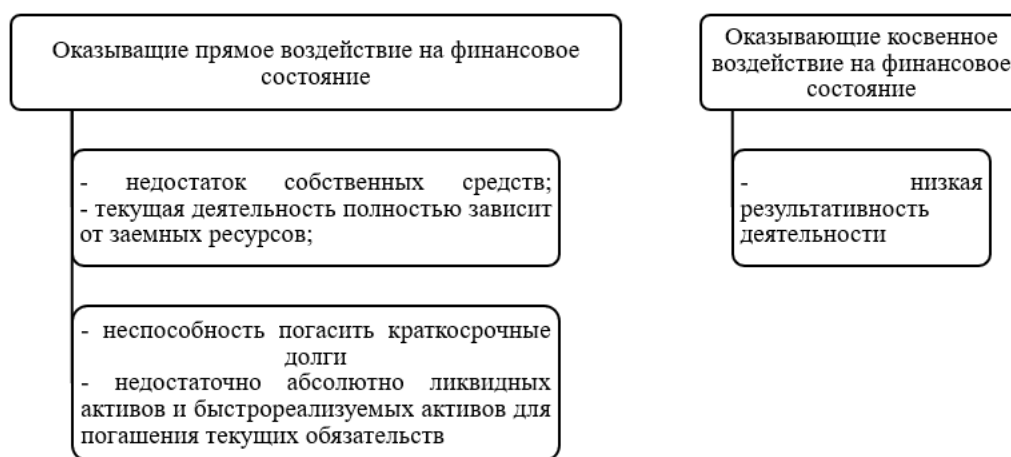 Оказыващие прямое воздействие на финансовое
состояние
- недостаток собственных средств;
- текущая деятельность полностью зависит
от заемных ресурсов;
- неспособность погасить краткосрочные
долги
- недостаточно абсолютно ликвидных
активов и быстрореализуемых активов для
погашения текущих обязательств
Оказывающие косвенное
воздействие на финансовое
состояние
- низкая
результативность
деятельности